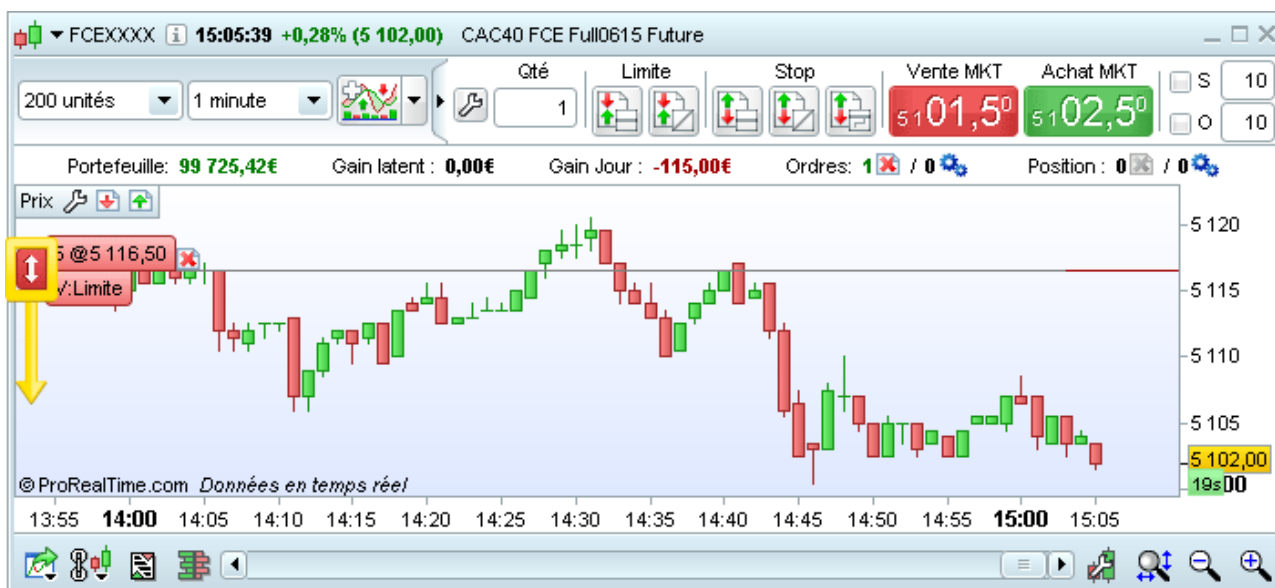 FCEXXXX i 15:05:39 +0,28% (5 102,00) CAC40 FCE Full0615 Future
Qté Limite Stop Vente MKT Achat MKT
200 unités 1 minute 1 5101,5⁰ 5102,5⁰ S 10
O 10
Portefeuille: 99 725,42€ Gain latent : 0,00€ Gain Jour : -115,00€ Ordres: 1 / 0 Position : 0 / 0
Prix
5 120
5 @5 116,50
V:Limite
5 115
5 110
5 105
5 102,00
19s 00
© ProRealTime.com Données en temps réel
13:55 14:00 14:05 14:10 14:15 14:20 14:25 14:30 14:35 14:40 14:45 14:50 14:55 15:00 15:05